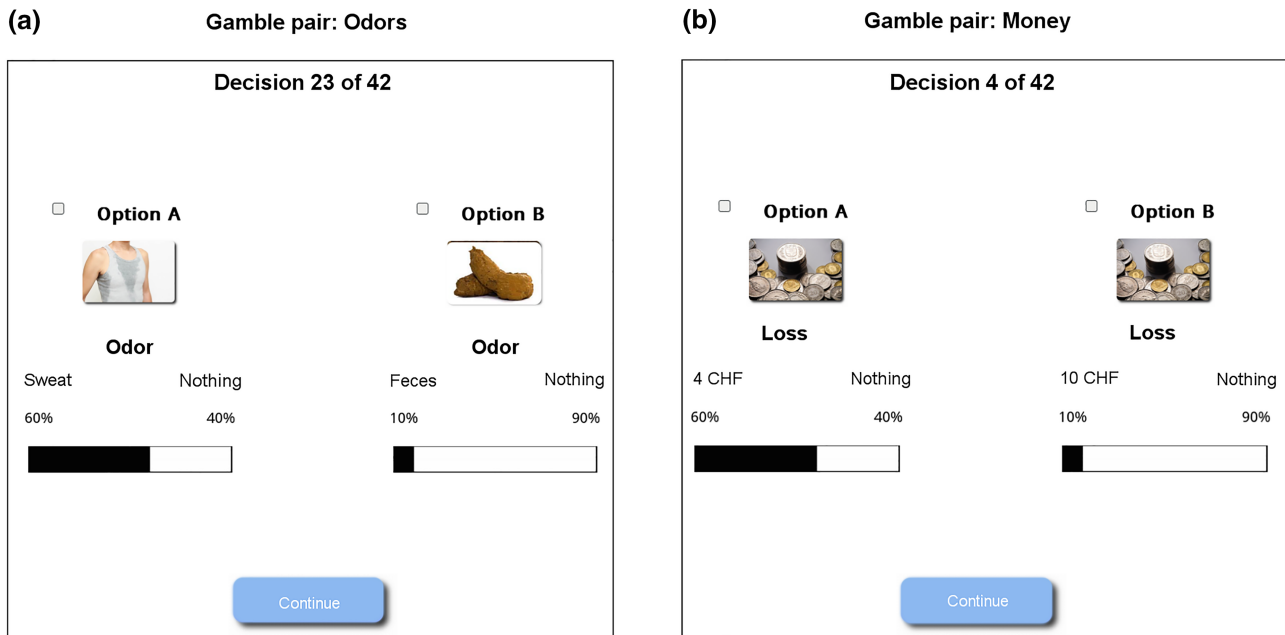 (a)
Gamble pair: Odors
Decision 23 of 42
Option A
Option B
Odor
Odor
Sweat
Nothing
Feces
Nothing
60%
40%
10%
90%
Continue
(b)
Gamble pair: Money
Decision 4 of 42
Option A
Option B
Loss
Loss
4 CHF
Nothing
10 CHF
Nothing
60%
40%
10%
90%
Continue